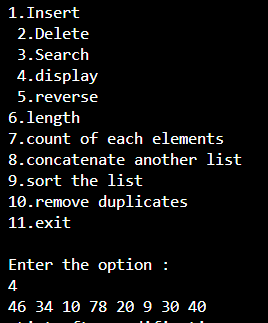 1.Insert
2.Delete
3.Search
4.display
5.reverse
6.length
7.count of each elements
8.concatenate another list
9.sort the list
10.remove duplicates
11.exit
Enter the option :
4
46 34 10 78 20 9 30 40